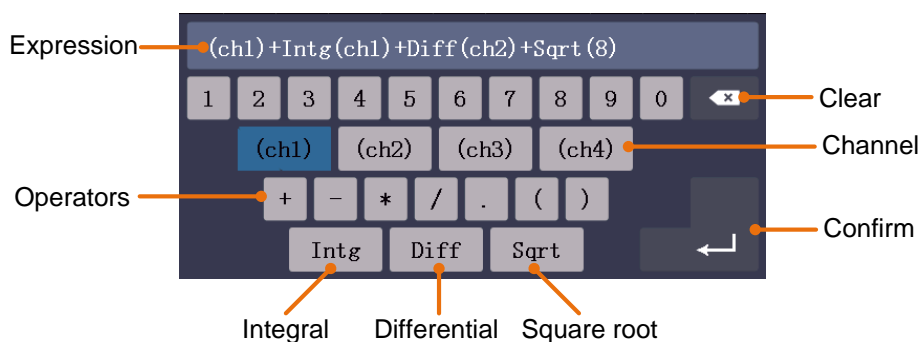 Expression
(ch1)+Intg(ch1)+Diff(ch2)+Sqrt(8)
1 2 3 4 5 6 7 8 9 0
Clear
(ch1) (ch2) (ch3) (ch4)
Channel
Operators
+ - * / . ( )
Confirm
Intg Diff Sqrt
Integral Differential Square root